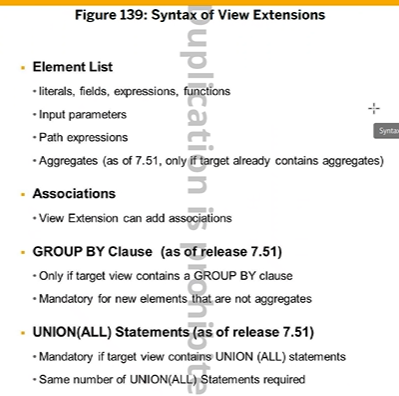 Figure 139: Syntax of View Extensions
Element List
literals, fields, expressions, functions
Input parameters
Path expressions
Aggregates (as of 7.51, only if target already contains aggregates)
Associations
View Extension can add associations
GROUP BY Clause (as of release 7.51)
Only if target view contains a GROUP BY clause
Mandatory for new elements that are not aggregates
UNION(ALL) Statements (as of release 7.51)
Mandatory if target view contains UNION (ALL) statements
Same number of UNION(ALL) Statements required
Duplication is prohibite
Syntax